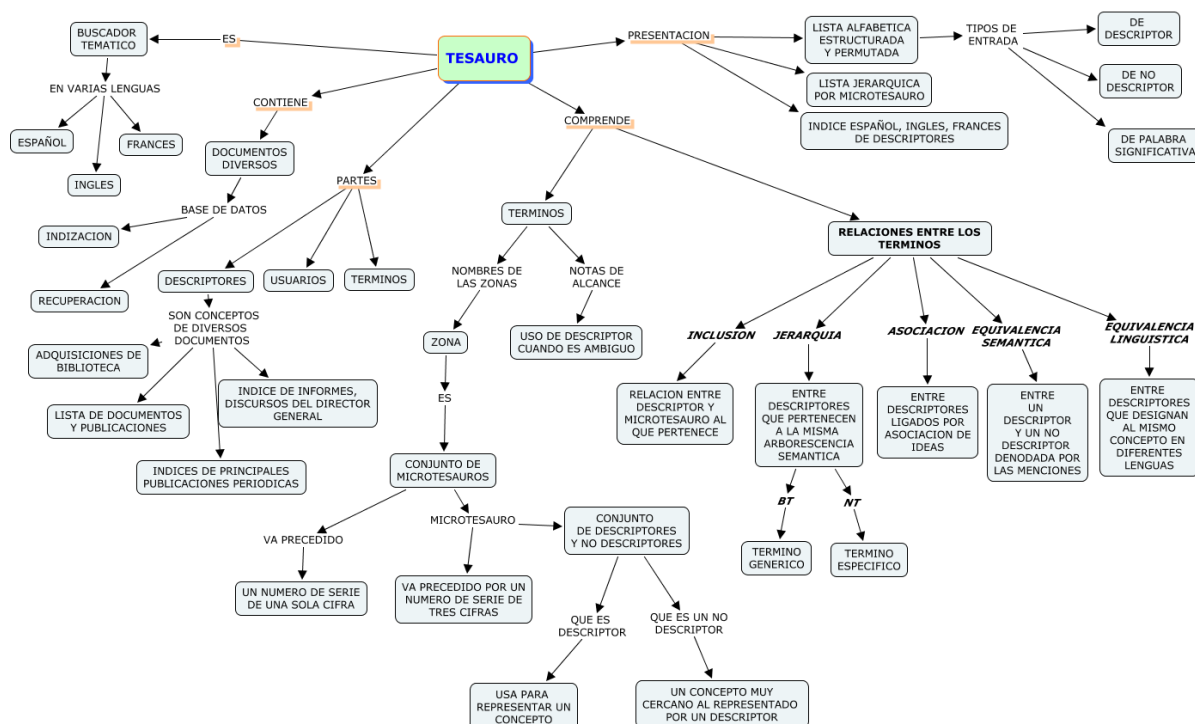 BUSCADOR
TEMATICO
ES
TESAURO
PRESENTACION
LISTA ALFABETICA
ESTRUCTURADA
Y PERMUTADA
TIPOS DE
ENTRADA
DE
DESCRIPTOR
DE NO
DESCRIPTOR
DE PALABRA
SIGNIFICATIVA
LISTA JERARQUICA
POR MICROTESAURO
INDICE ESPAÑOL, INGLES, FRANCES
DE DESCRIPTORES
EN VARIAS LENGUAS
ESPAÑOL
FRANCES
INGLES
CONTIENE
DOCUMENTOS
DIVERSOS
BASE DE DATOS
INDIZACION
RECUPERACION
PARTES
DESCRIPTORES
USUARIOS
TERMINOS
SON CONCEPTOS
DE DIVERSOS
DOCUMENTOS
ADQUISICIONES DE
BIBLIOTECA
LISTA DE DOCUMENTOS
Y PUBLICACIONES
INDICE DE INFORMES,
DISCURSOS DEL DIRECTOR
GENERAL
INDICES DE PRINCIPALES
PUBLICACIONES PERIODICAS
COMPRENDE
TERMINOS
NOMBRES DE
LAS ZONAS
NOTAS DE
ALCANCE
ZONA
USO DE DESCRIPTOR
CUANDO ES AMBIGUO
ES
CONJUNTO DE
MICROTESAUROS
VA PRECEDIDO
UN NUMERO DE SERIE
DE UNA SOLA CIFRA
MICROTESAURO
VA PRECEDIDO POR UN
NUMERO DE SERIE DE
TRES CIFRAS
CONJUNTO
DE DESCRIPTORES
Y NO DESCRIPTORES
QUE ES
DESCRIPTOR
QUE ES UN NO
DESCRIPTOR
USA PARA
REPRESENTAR UN
CONCEPTO
UN CONCEPTO MUY
CERCANO AL REPRESENTADO
POR UN DESCRIPTOR
RELACIONES ENTRE LOS
TERMINOS
INCLUSION
JERARQUIA
ASOCIACION
EQUIVALENCIA
SEMANTICA
EQUIVALENCIA
LINGUISTICA
RELACION ENTRE
DESCRIPTOR Y
MICROTESAURO AL
QUE PERTENECE
ENTRE
DESCRIPTORES
QUE PERTENECEN
A LA MISMA
ARBORESCENCIA
SEMANTICA
ENTRE
DESCRIPTORES
LIGADOS POR
ASOCIACION DE
IDEAS
ENTRE
UN
DESCRIPTOR
Y UN NO
DESCRIPTOR
DENODADA POR
LAS MENCIONES
ENTRE
DESCRIPTORES
QUE DESIGNAN
AL MISMO
CONCEPTO EN
DIFERENTES
LENGUAS
BT
NT
TERMINO
GENERICO
TERMINO
ESPECIFICO